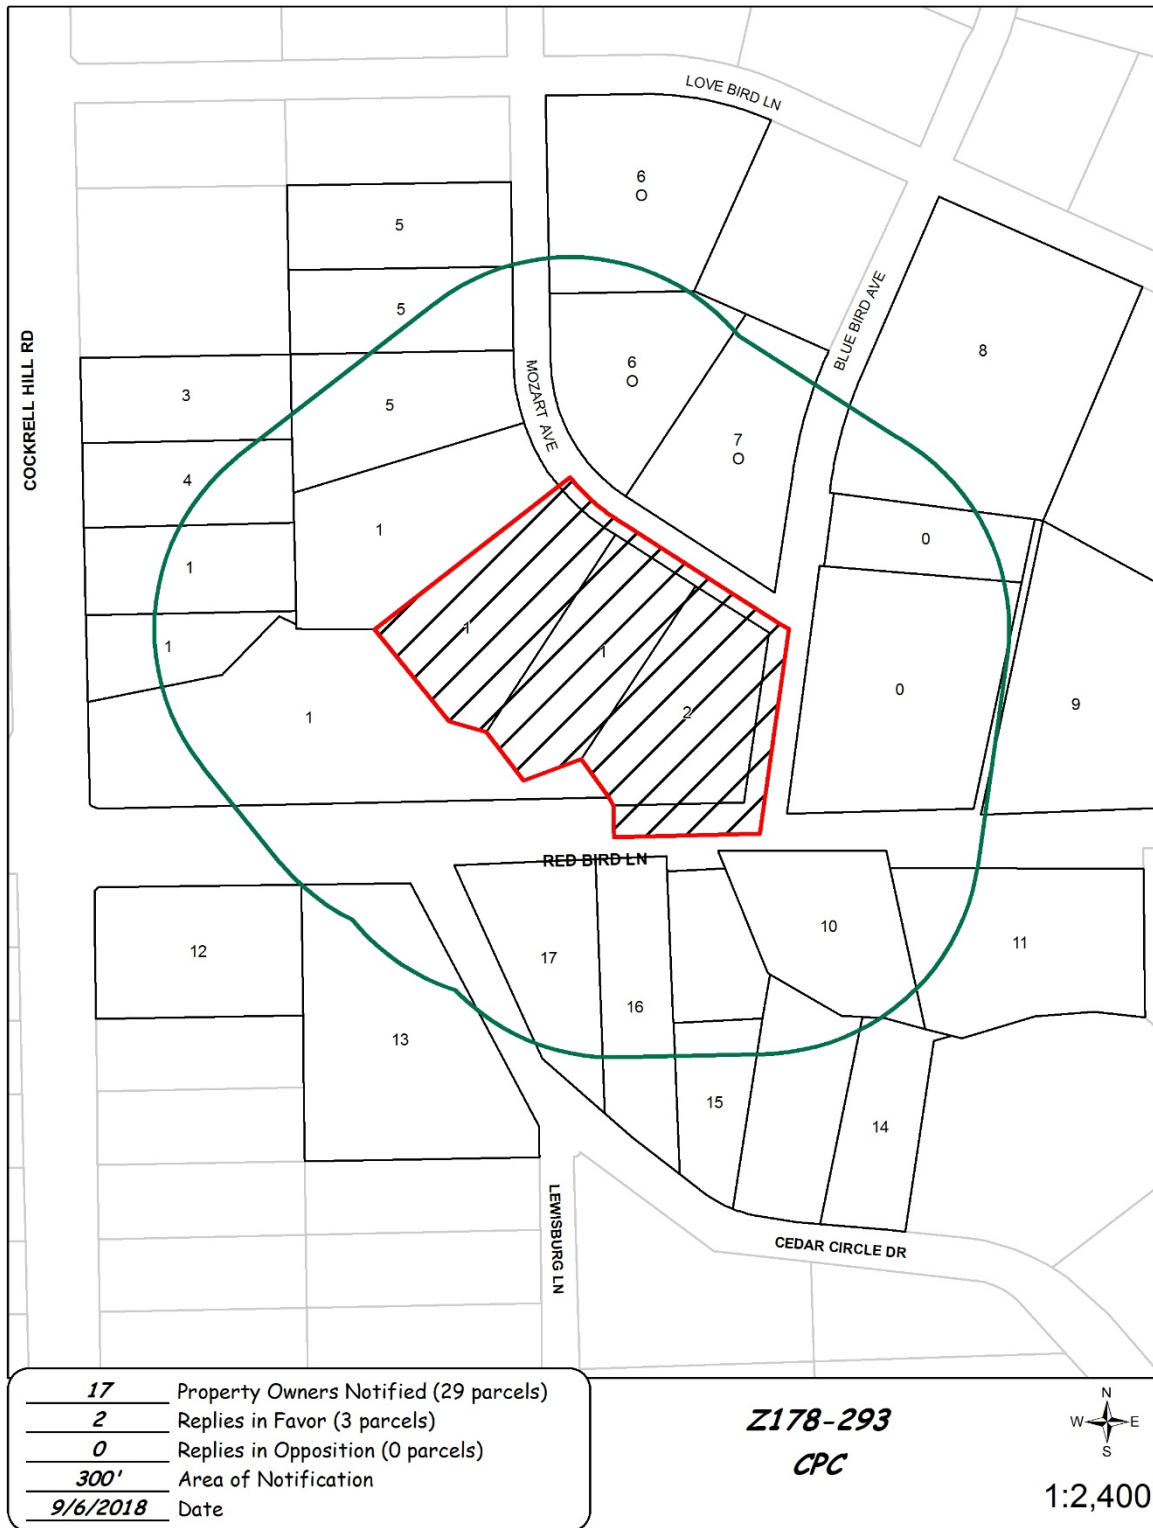 LOVE BIRD LN
6
O
5
5
COCKRELL HILL RD
BLUE BIRD AVE
8
6
O
MOZART AVE
3
5
7
O
4
1
0
1
1
1
1
0
2
9
1
RED BIRD LN
10
11
12
17
16
13
15
14
LEWISBURG LN
CEDAR CIRCLE DR
17 Property Owners Notified (29 parcels)
2 Replies in Favor (3 parcels)
0 Replies in Opposition (0 parcels)
300' Area of Notification
9/6/2018 Date
Z178-293
CPC
N
W E
S
1:2,400